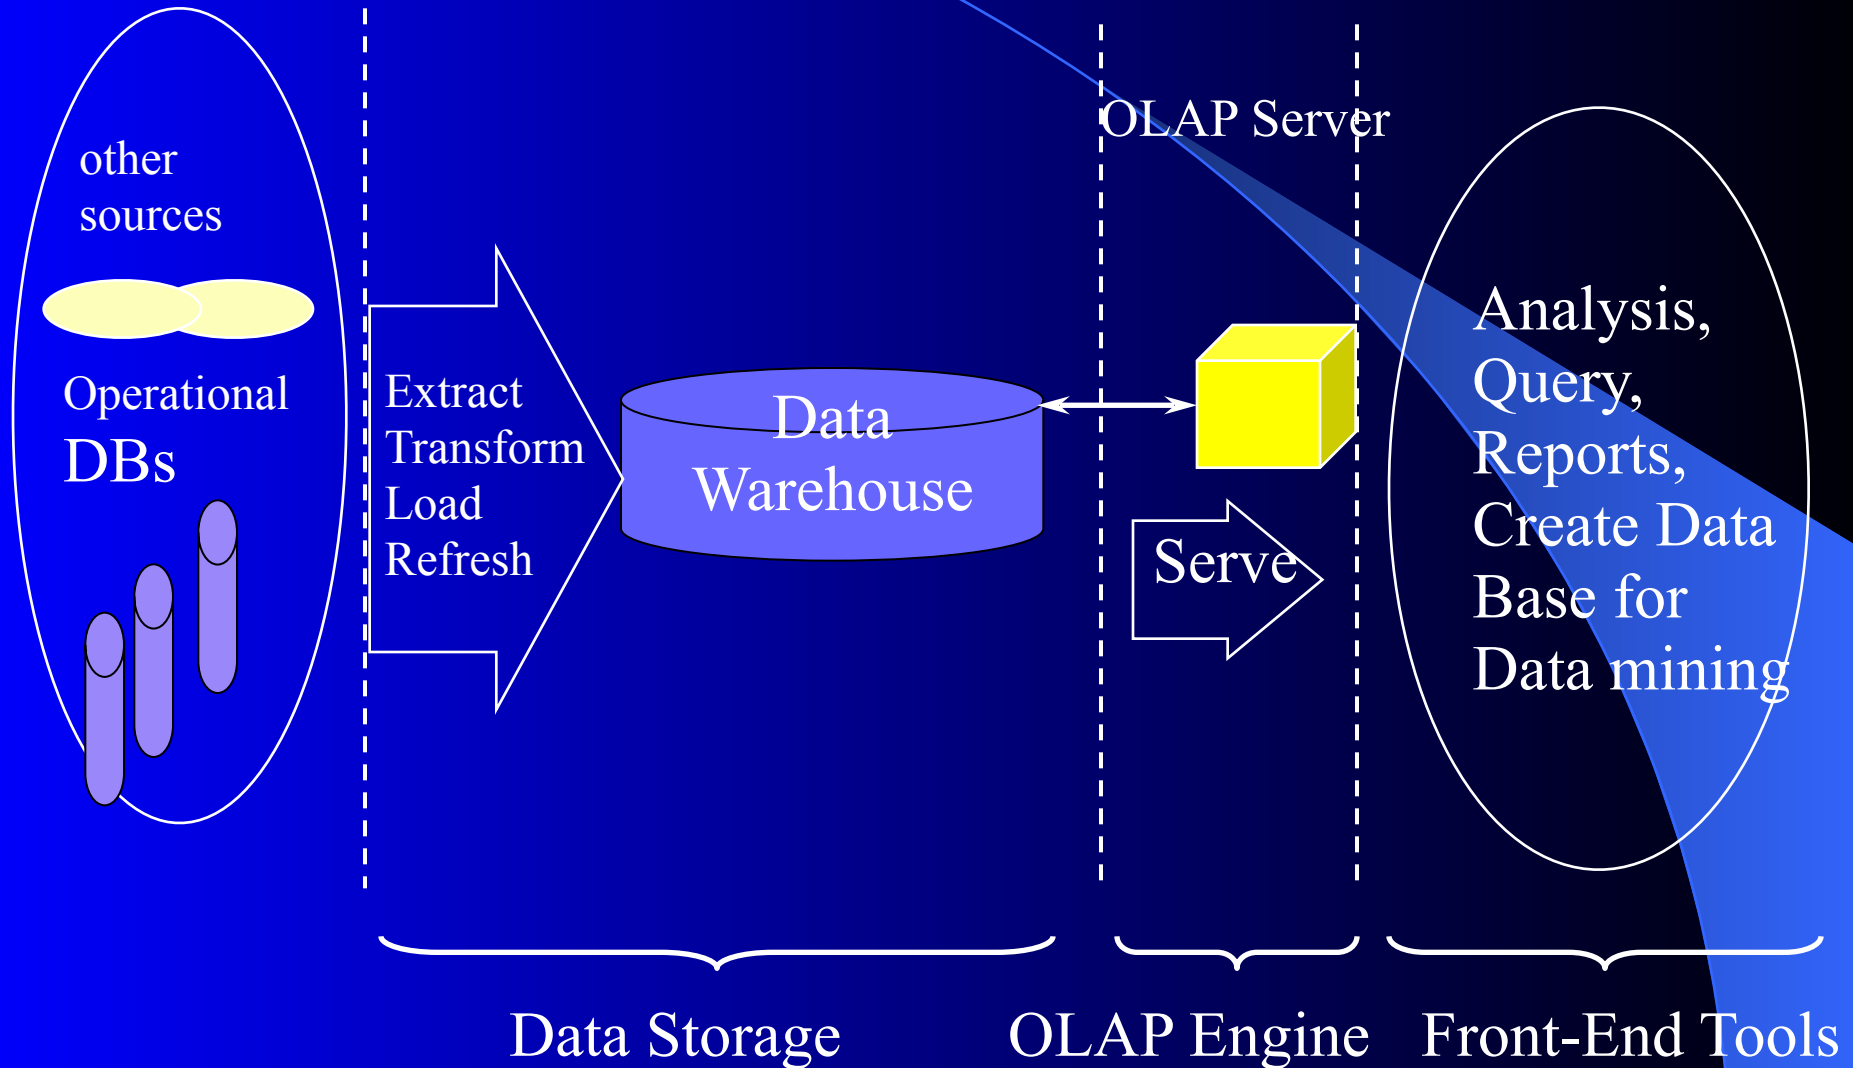 other
sources
Operational
DBs
Extract
Transform
Load
Refresh
Data
Warehouse
OLAP Server
Serve
Analysis,
Query,
Reports,
Create Data
Base for
Data mining
Data Storage
OLAP Engine
Front-End Tools